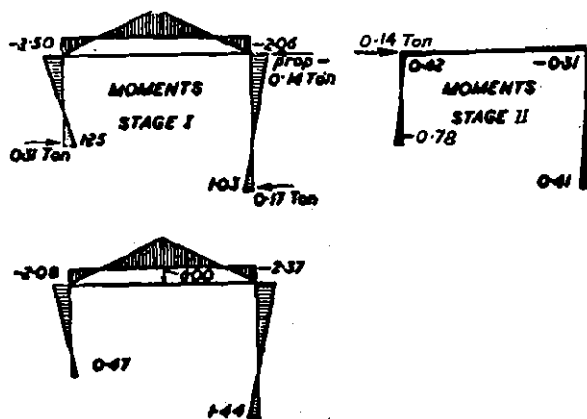 -2.50
-2.06
prop = 0.14 Ton
MOMENTS
STAGE I
0.31 Ton
1.25
1.03
0.17 Ton
0.14 Ton
0.42
-0.31
MOMENTS
STAGE II
-0.78
0.41
-2.08
-2.37
0.47
1.44